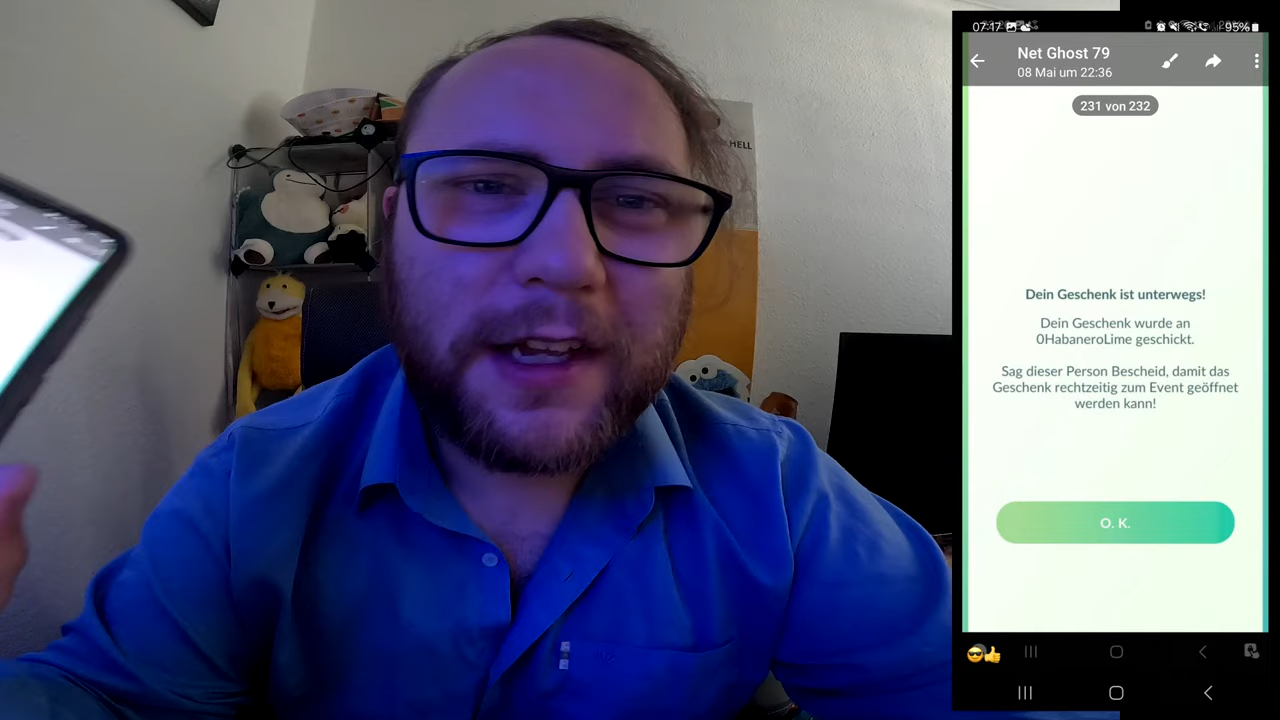 HELL
07:17
95%
Net Ghost 79
08 Mai um 22:36
231 von 232
Dein Geschenk ist unterwegs!
Dein Geschenk wurde an
0HabaneroLime geschickt.
Sag dieser Person Bescheid, damit das
Geschenk rechtzeitig zum Event geöffnet
werden kann!
O. K.